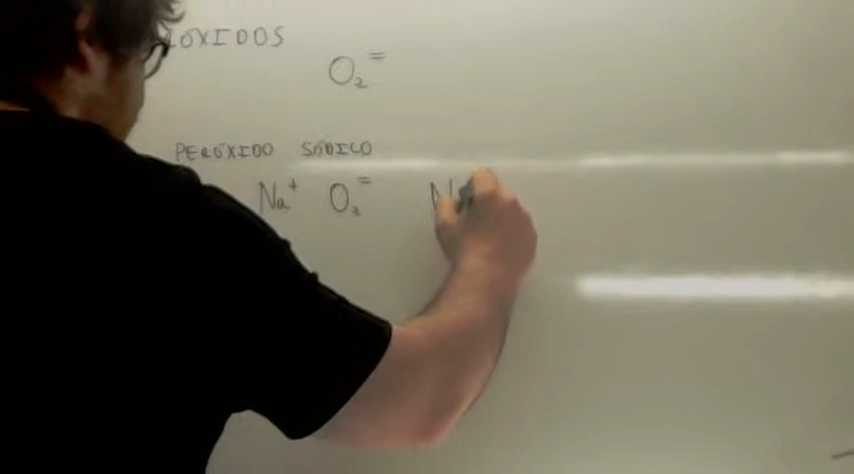 ÓXIDOS
O₂⁼
PERÓXIDO SÓDICO
Na⁺ O₂⁼ N